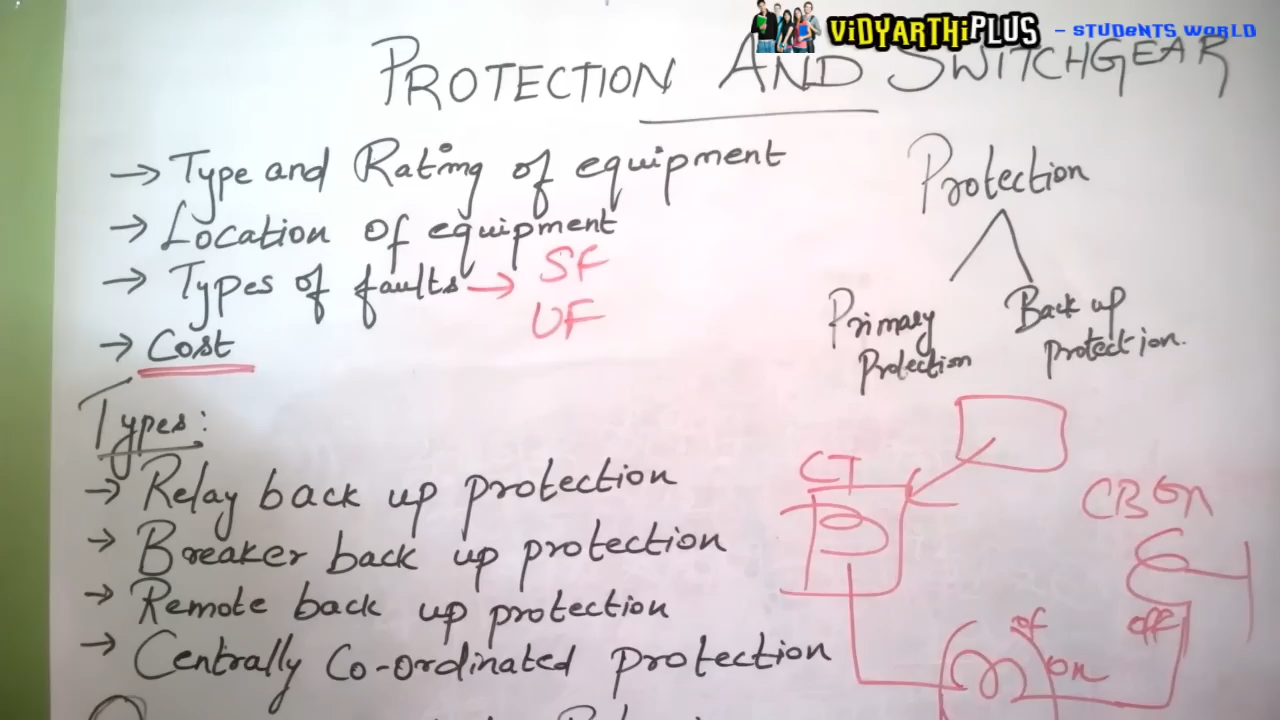 ViDYARTHiPLUS - STUDENTS WORLD
PROTECTION AND SWITCHGEAR
→ Type and Rating of equipment
→ Location of equipment
→ Types of faults → SF
UF
→ Cost
Protection
Primary Protection
Back up protection.
Types:
→ Relay back up protection
→ Breaker back up protection
→ Remote back up protection
→ Centrally Co-ordinated protection
CT
CB
of
on
off